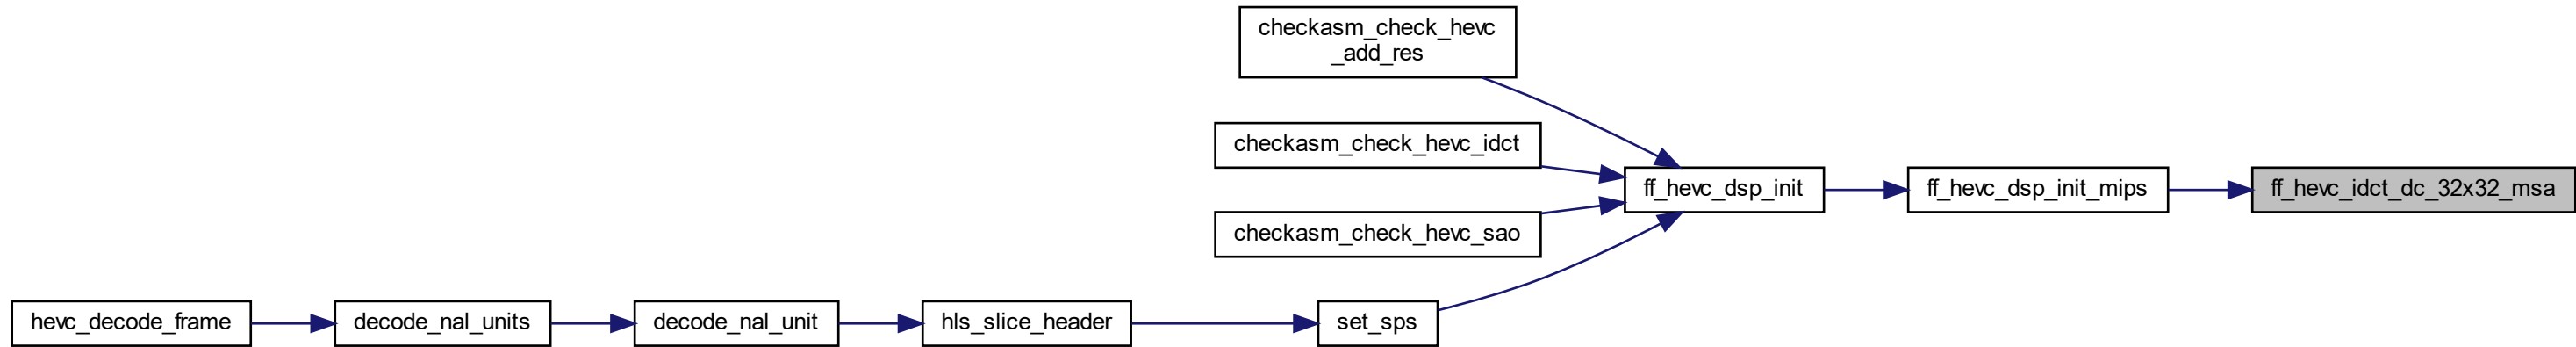 checkasm_check_hevc
_add_res
checkasm_check_hevc_idct
checkasm_check_hevc_sao
ff_hevc_dsp_init
ff_hevc_dsp_init_mips
ff_hevc_idct_dc_32x32_msa
hevc_decode_frame
decode_nal_units
decode_nal_unit
hls_slice_header
set_sps